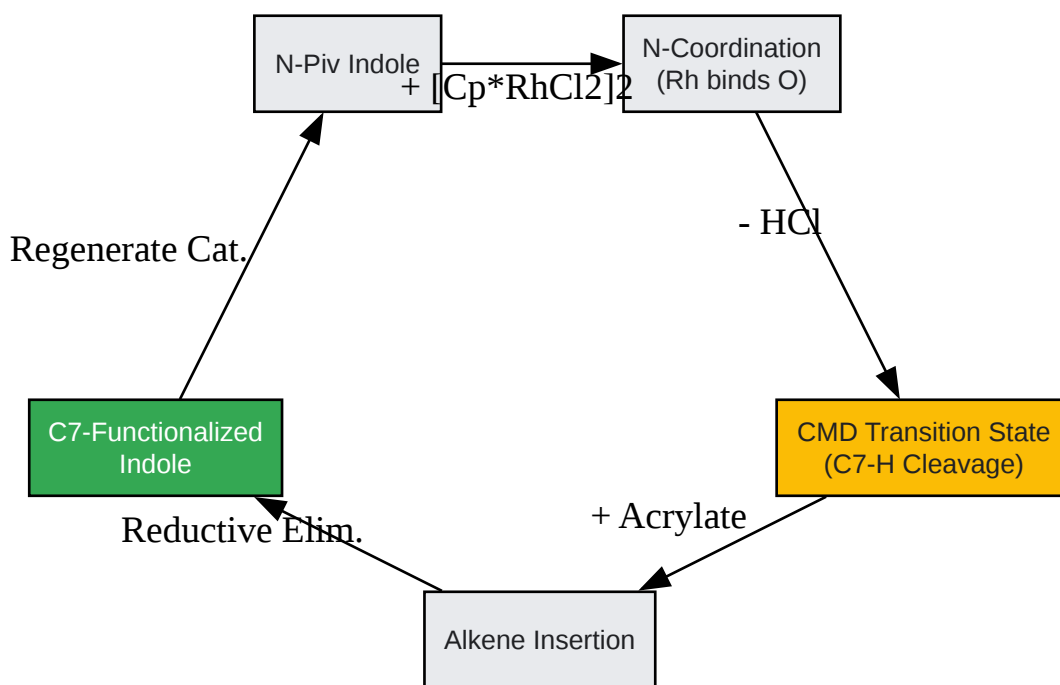 N-Piv Indole
+ [Cp*RhCl2]2
N-Coordination
(Rh binds O)
- HCl
Regenerate Cat.
C7-Functionalized
Indole
CMD Transition State
(C7-H Cleavage)
+ Acrylate
Reductive Elim.
Alkene Insertion